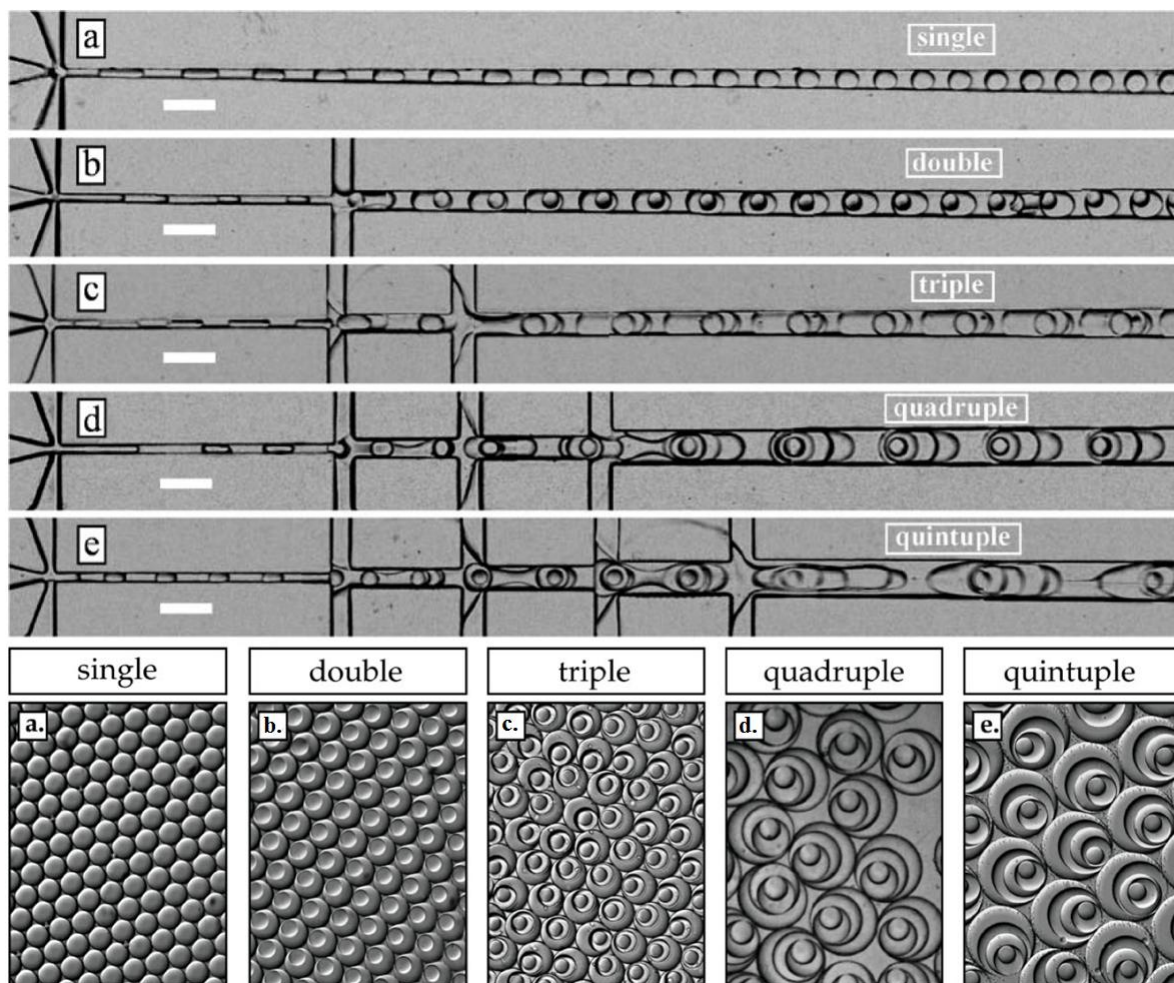 a
single
b
double
c
triple
d
quadruple
e
quintuple
single double triple quadruple quintuple
a. b. c. d. e.